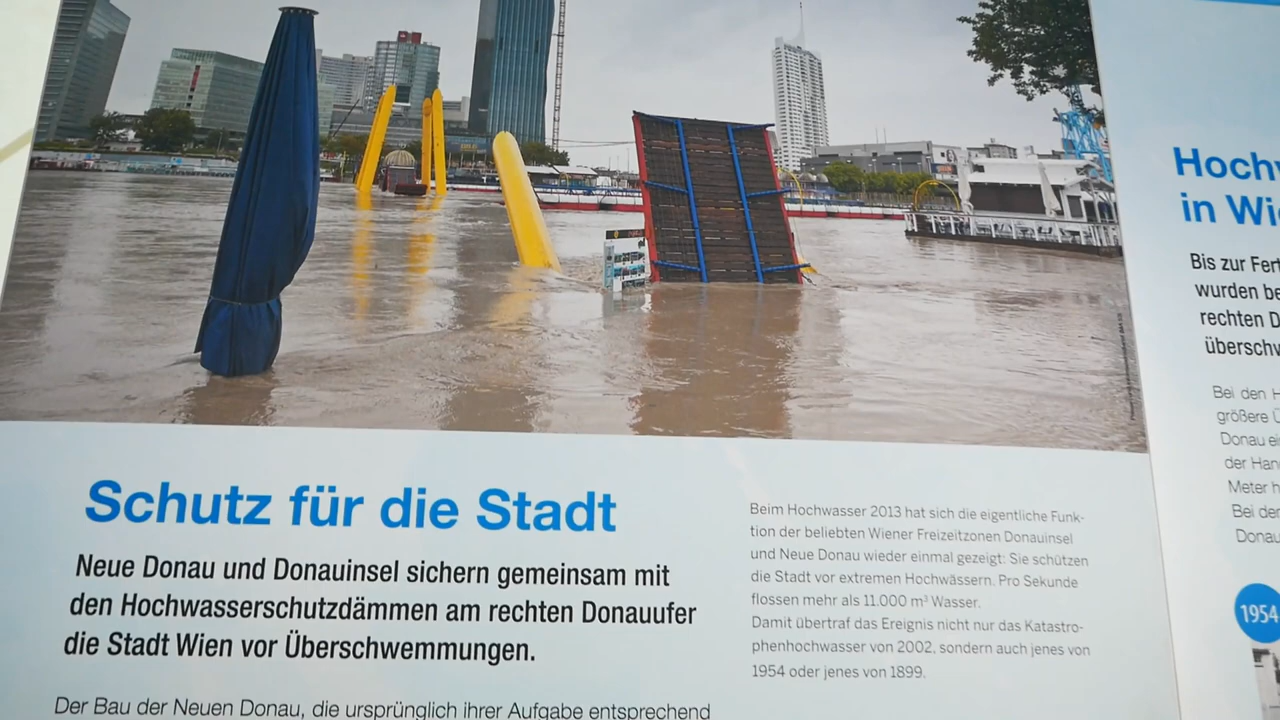 Schutz für die Stadt
Neue Donau und Donauinsel sichern gemeinsam mit
den Hochwasserschutzdämmen am rechten Donauufer
die Stadt Wien vor Überschwemmungen.
Der Bau der Neuen Donau, die ursprünglich ihrer Aufgabe entsprechend
Beim Hochwasser 2013 hat sich die eigentliche Funk-
tion der beliebten Wiener Freizeitzonen Donauinsel
und Neue Donau wieder einmal gezeigt: Sie schützen
die Stadt vor extremen Hochwässern. Pro Sekunde
flossen mehr als 11.000 m³ Wasser.
Damit übertraf das Ereignis nicht nur das Katastro-
phenhochwasser von 2002, sondern auch jenes von
1954 oder jenes von 1899.
Hochw
in Wi
Bis zur Fert
wurden be
rechten D
überschw
Bei den H
größere Ü
Donau ei
der Han
Meter h
Bei der
Donau
1954